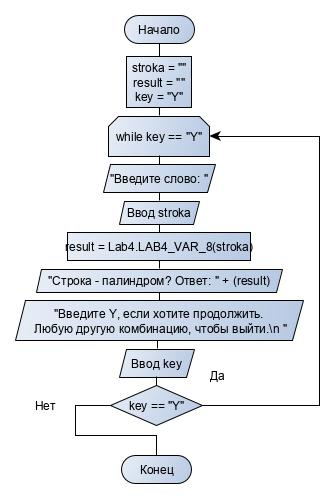 Начало
stroka = ""
result = ""
key = "Y"
while key == "Y"
"Введите слово: "
Ввод stroka
result = Lab4.LAB4_VAR_8(stroka)
"Строка - палиндром? Ответ: " + (result)
"Введите Y, если хотите продолжить.
Любую другую комбинацию, чтобы выйти.\n "
Ввод key
Да
Нет
key == "Y"
Конец